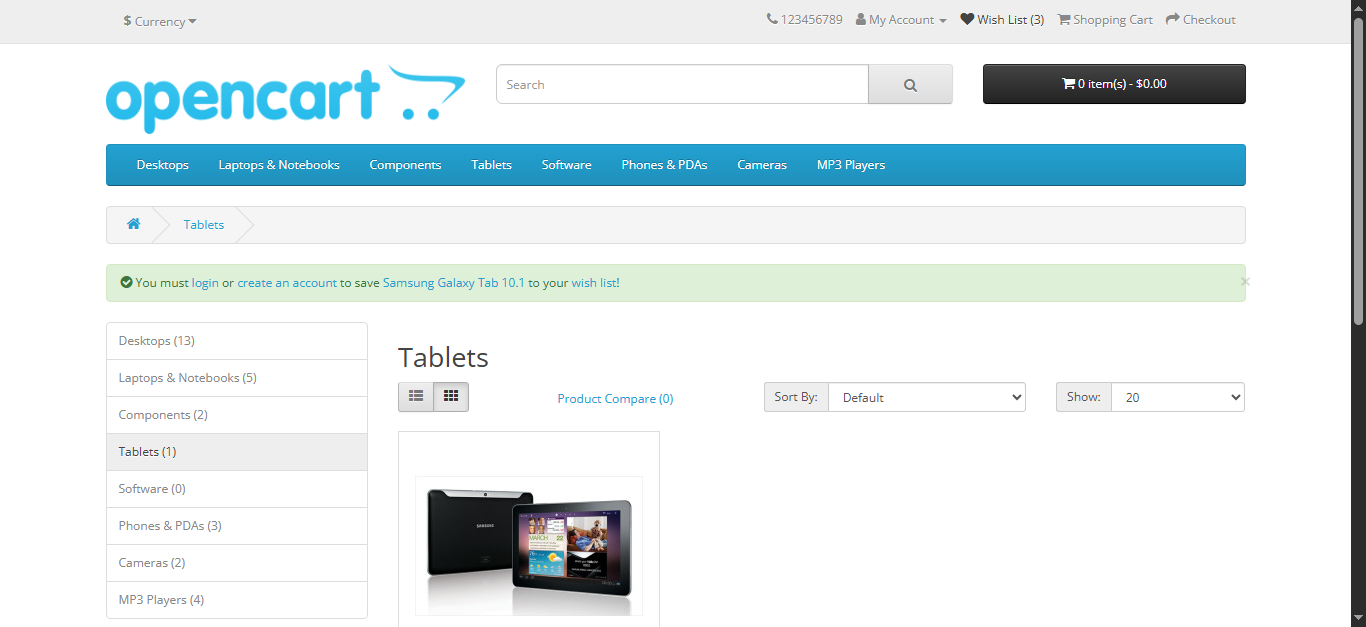 $ Currency
123456789 My Account Wish List (3) Shopping Cart Checkout
opencart
Search
0 item(s) - $0.00
Desktops Laptops & Notebooks Components Tablets Software Phones & PDAs Cameras MP3 Players
Tablets
You must login or create an account to save Samsung Galaxy Tab 10.1 to your wish list!
×
Desktops (13)
Laptops & Notebooks (5)
Components (2)
Tablets (1)
Software (0)
Phones & PDAs (3)
Cameras (2)
MP3 Players (4)
Tablets
Product Compare (0)
Sort By: Default
Show: 20
SAMSUNG
MARCH 22